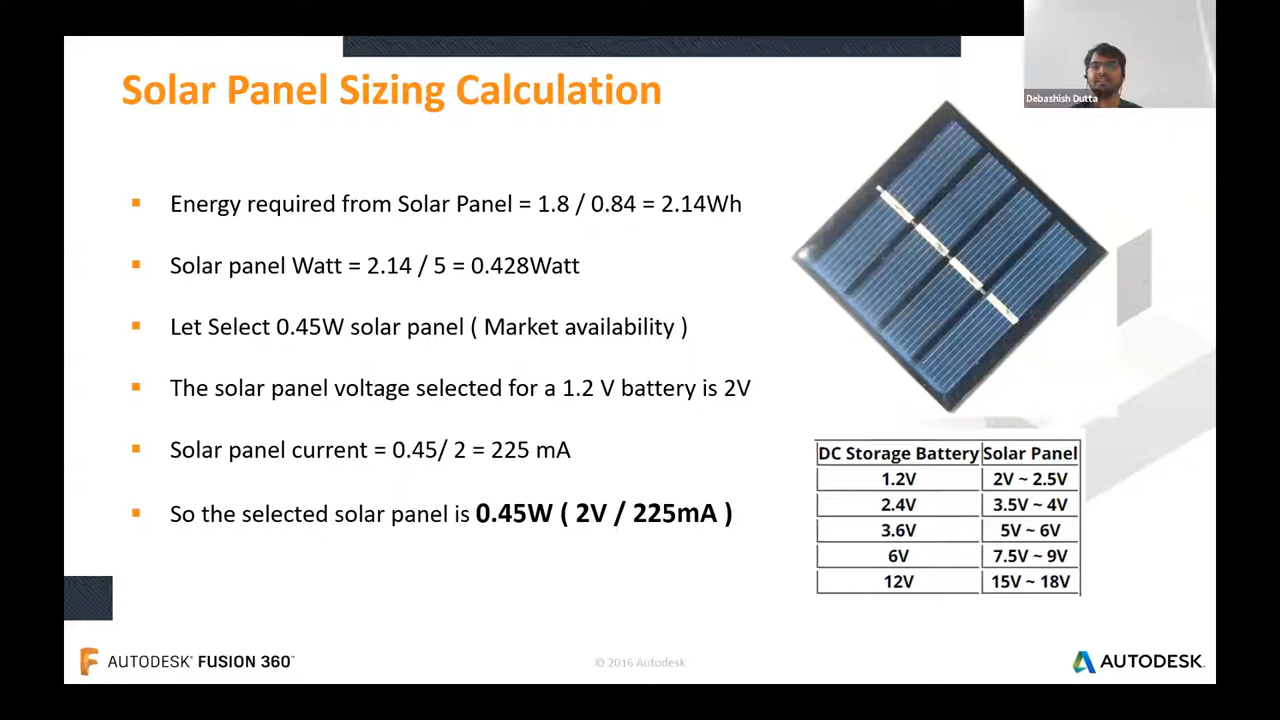 Solar Panel Sizing Calculation
Debashish Dutta
Energy required from Solar Panel = 1.8 / 0.84 = 2.14Wh
Solar panel Watt = 2.14 / 5 = 0.428Watt
Let Select 0.45W solar panel ( Market availability )
The solar panel voltage selected for a 1.2 V battery is 2V
Solar panel current = 0.45/ 2 = 225 mA
So the selected solar panel is 0.45W ( 2V / 225mA )
DC Storage Battery Solar Panel
1.2V 2V ~ 2.5V
2.4V 3.5V ~ 4V
3.6V 5V ~ 6V
6V 7.5V ~ 9V
12V 15V ~ 18V
AUTODESK® FUSION 360™
© 2016 Autodesk
AUTODESK.